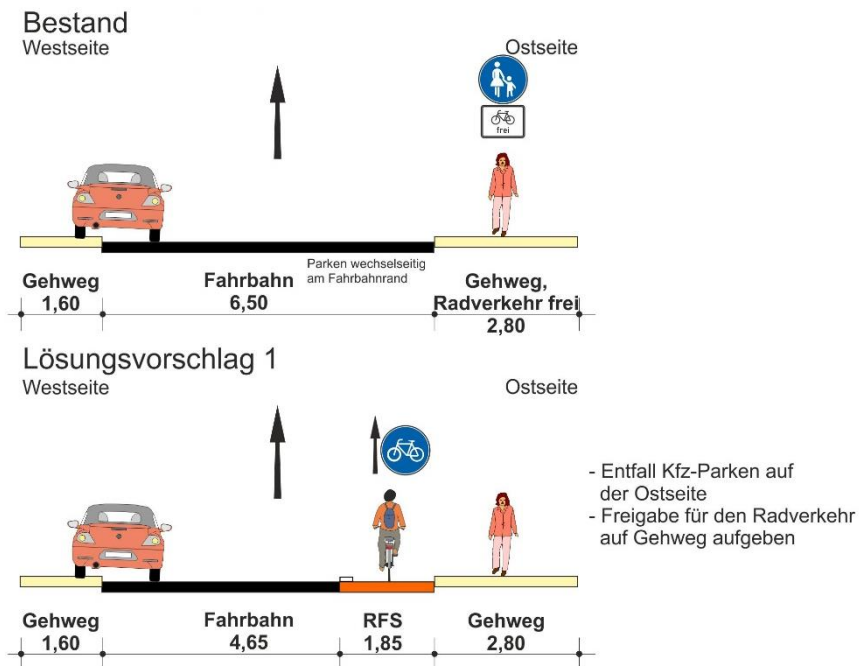 Bestand
Westseite
Ostseite
frei
Parken wechselseitig
am Fahrbahnrand
Gehweg
1,60
Fahrbahn
6,50
Gehweg,
Radverkehr frei
2,80
Lösungsvorschlag 1
Westseite
Ostseite
- Entfall Kfz-Parken auf
der Ostseite
- Freigabe für den Radverkehr
auf Gehweg aufgeben
Gehweg
1,60
Fahrbahn
4,65
RFS
1,85
Gehweg
2,80